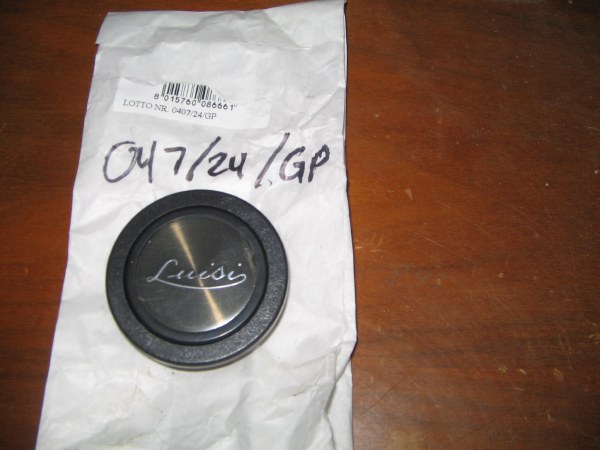 8 015760 086661
LOTTO NR. 0407/24/GP
047/24/GP
Luisi